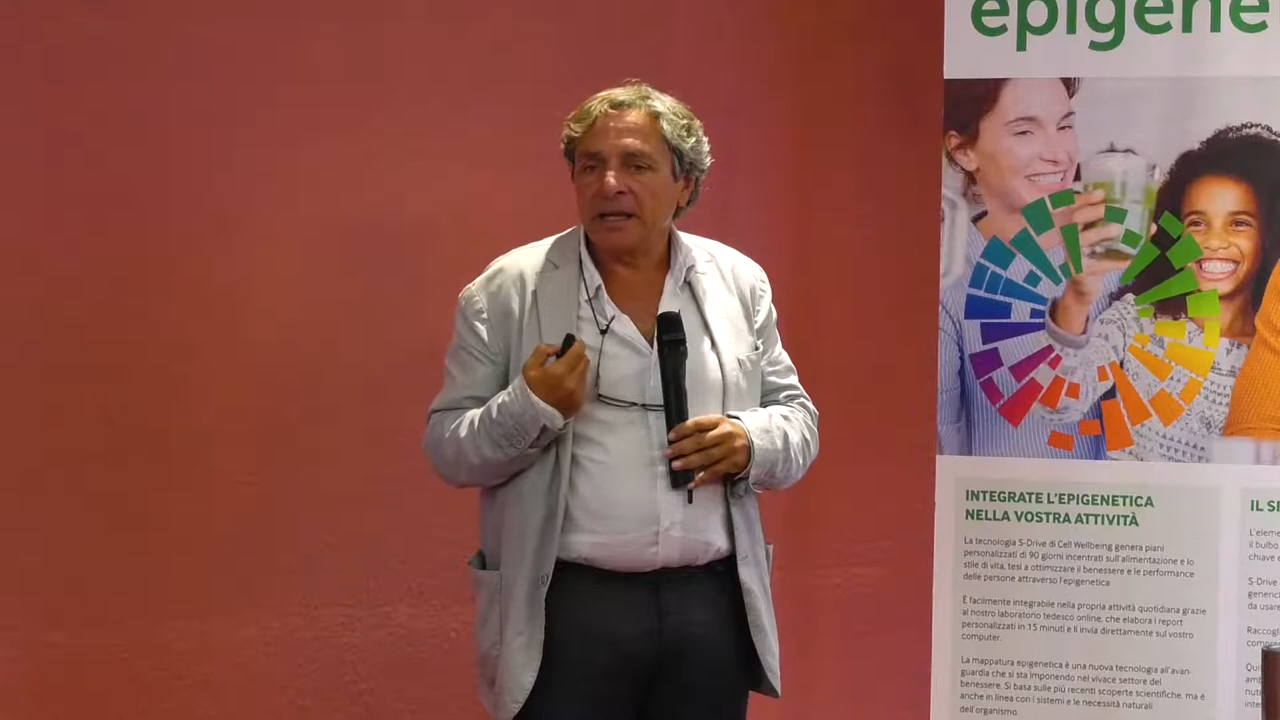 epigene
INTEGRATE L'EPIGENETICA
NELLA VOSTRA ATTIVITÀ
La tecnologia S-Drive di Cell Wellbeing genera piani
personalizzati di 90 giorni incentrati sull'alimentazione e lo
stile di vita, tesi a ottimizzare il benessere e le performance
delle persone attraverso l'epigenetica
È facilmente integrabile nella propria attività quotidiana grazie
al nostro laboratorio tedesco online, che elabora i report
personalizzati in 15 minuti e li invia direttamente sul vostro
computer.
La mappatura epigenetica è una nuova tecnologia all'avan-
guardia che si sta imponendo nel vivace settore del
benessere. Si basa sulle più recenti scoperte scientifiche, ma è
anche in linea con i sistemi e le necessità naturali
dell'organismo.
IL SI
L'eleme
il bulbo
chiave e
S-Drive
generic
da usare
Raccogl
compre
Qui
amb
nutr
inte